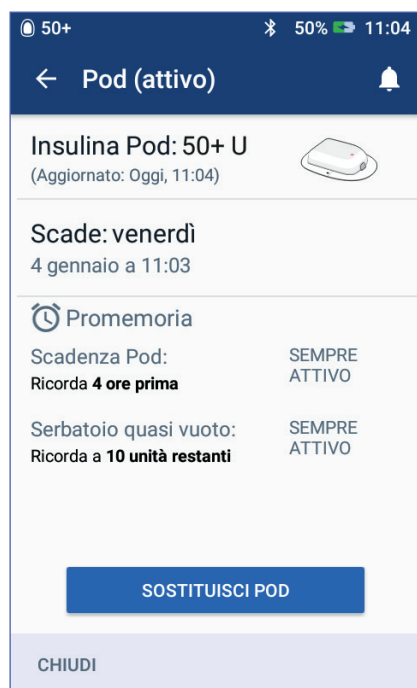 50+ 50% 11:04
Pod (attivo)
Insulina Pod: 50+ U
(Aggiornato: Oggi, 11:04)
Scade: venerdì
4 gennaio a 11:03
Promemoria
Scadenza Pod: SEMPRE
Ricorda 4 ore prima ATTIVO
Serbatoio quasi vuoto: SEMPRE
Ricorda a 10 unità restanti ATTIVO
SOSTITUISCI POD
CHIUDI